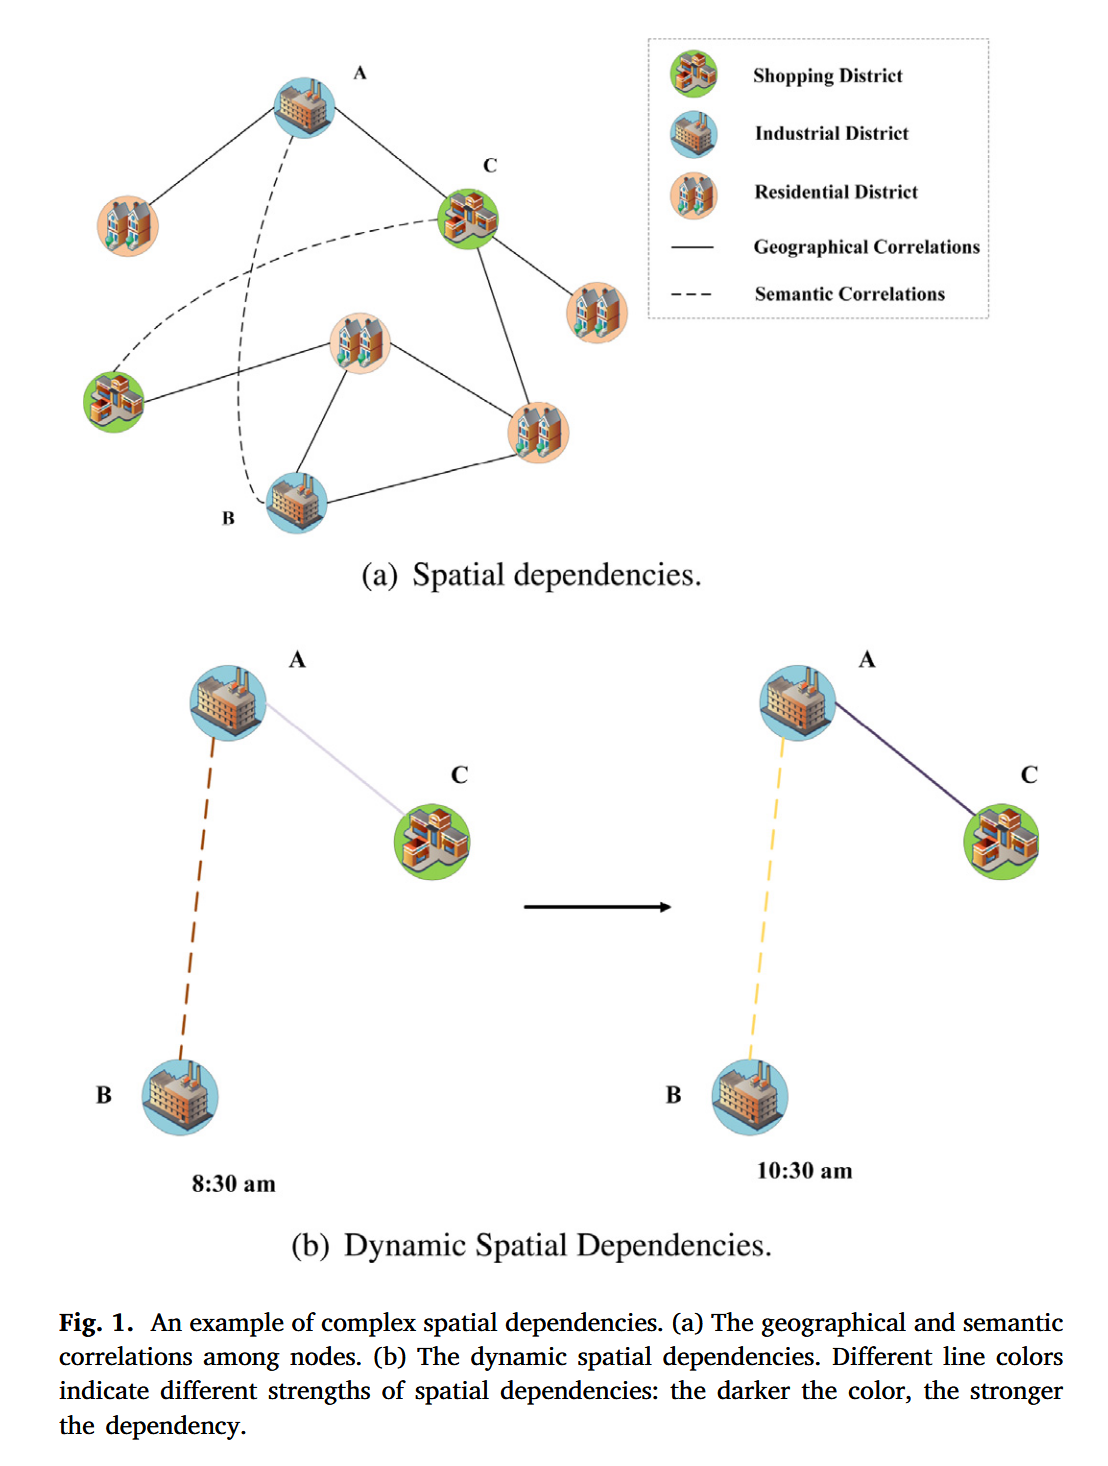 A
C
B
Shopping District
Industrial District
Residential District
Geographical Correlations
Semantic Correlations
(a) Spatial dependencies.
A
C
B
8:30 am
A
C
B
10:30 am
(b) Dynamic Spatial Dependencies.
Fig. 1. An example of complex spatial dependencies. (a) The geographical and semantic
correlations among nodes. (b) The dynamic spatial dependencies. Different line colors
indicate different strengths of spatial dependencies: the darker the color, the stronger
the dependency.